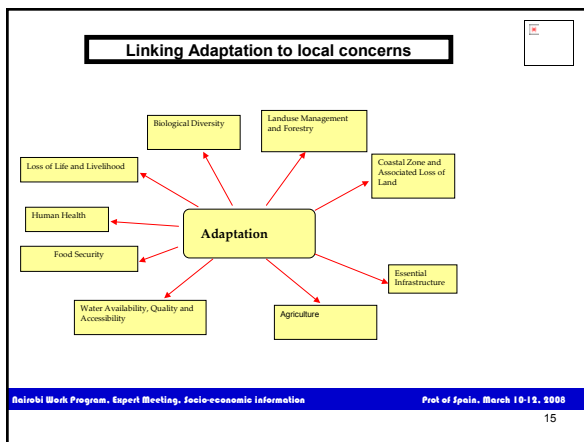 Linking Adaptation to local concerns
Biological Diversity
Landuse Management
and Forestry
Loss of Life and Livelihood
Coastal Zone and
Associated Loss of
Land
Human Health
Adaptation
Food Security
Essential
Infrastructure
Water Availability, Quality and
Accessibility
Agriculture
Nairobi Work Program, Expert Meeting, Socio-economic information
Prot of Spain, March 10-12, 2008
15